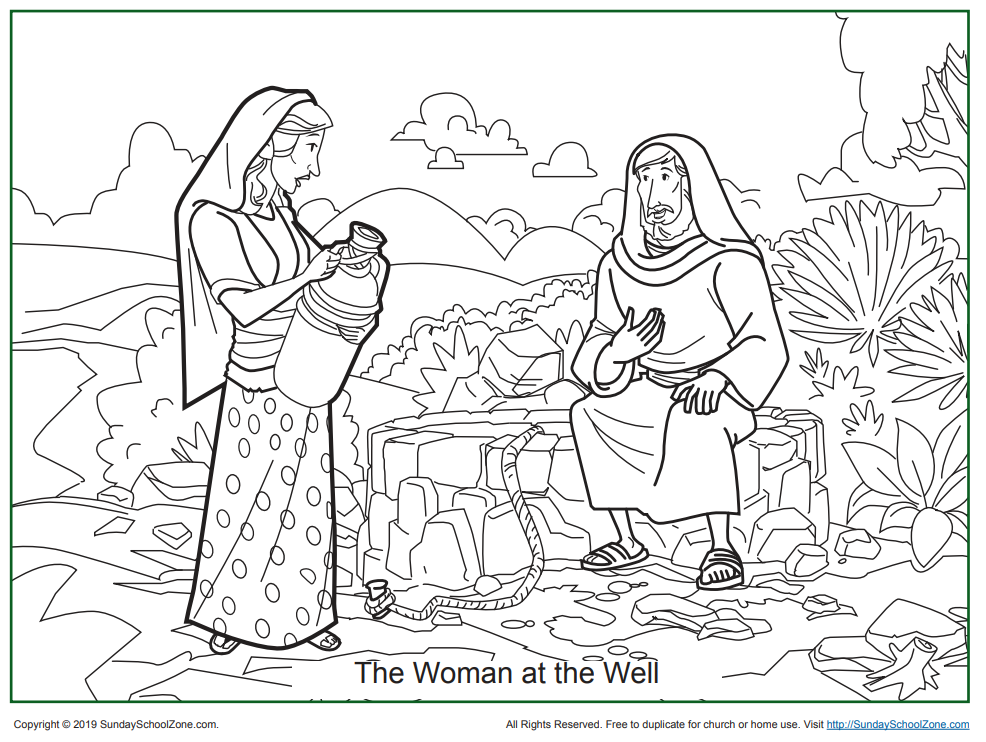 The Woman at the Well
Copyright © 2019 SundaySchoolZone.com.
All Rights Reserved. Free to duplicate for church or home use. Visit http://SundaySchoolZone.com